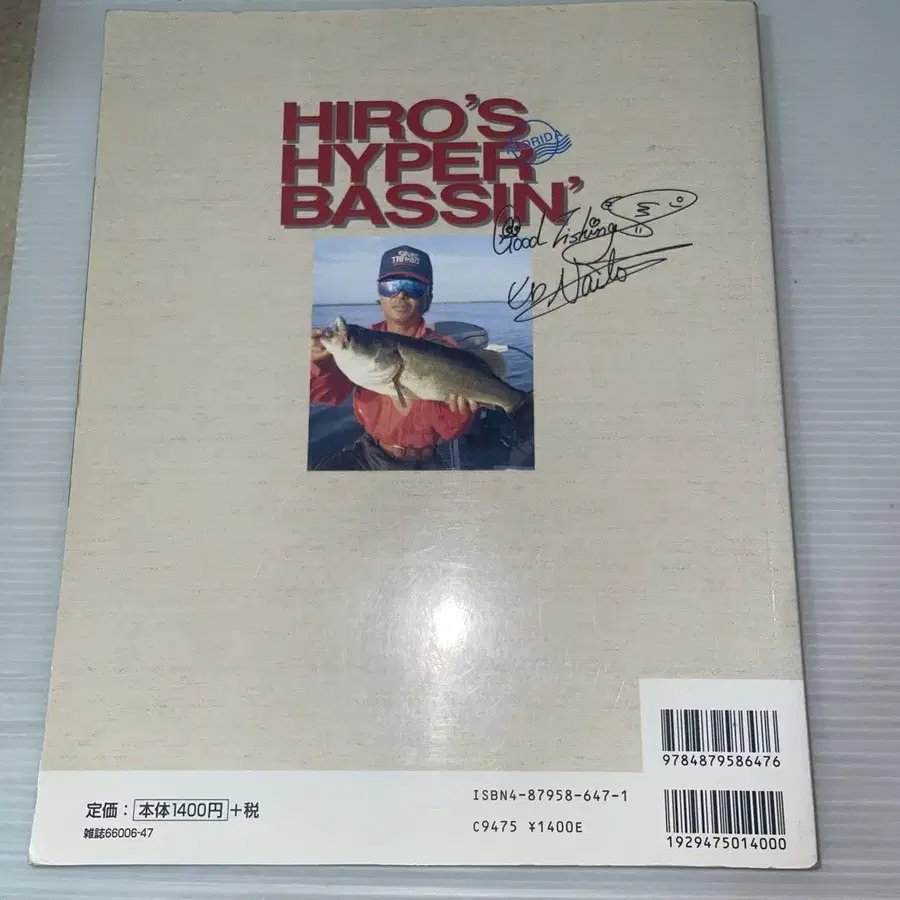 HIRO'S
FLORIDA
HYPER
BASSIN'
Good Fishing
Naito
定価：本体1400円+税
雑誌66006-47
ISBN4-87958-647-1
C9475 ¥1400E
9784879586476
1929475014000